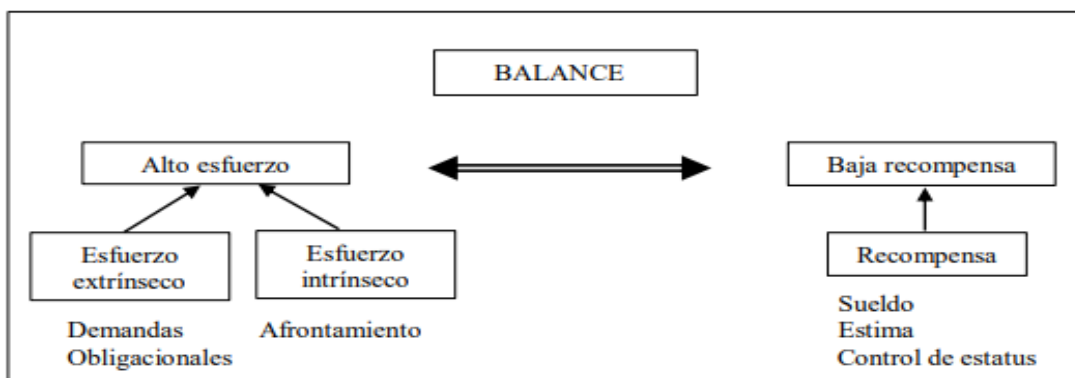 BALANCE
Alto esfuerzo
Baja recompensa
Esfuerzo
extrínseco
Esfuerzo
intrínseco
Recompensa
Demandas
Obligacionales
Afrontamiento
Sueldo
Estima
Control de estatus